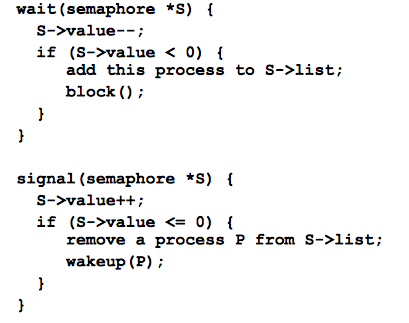 wait(semaphore *S) {
S->value--;
if (S->value < 0) {
add this process to S->list;
block();
}
}
signal(semaphore *S) {
S->value++;
if (S->value <= 0) {
remove a process P from S->list;
wakeup(P);
}
}